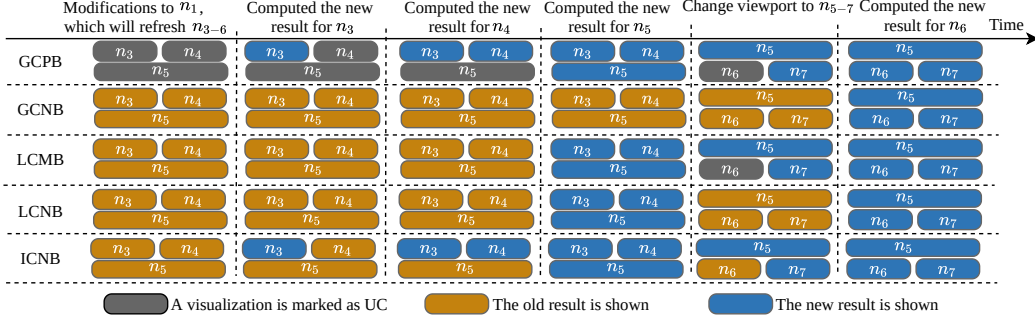 Modifications to n1,
which will refresh n3−6
Computed the new
result for n3
Computed the new
result for n4
Computed the new
result for n5
Change viewport to n5−7
Computed the new
result for n6
Time
GCPB
n3 n4
n5
n3 n4
n5
n3 n4
n5
n3 n4
n5
n5
n6 n7
n5
n6 n7
GCNB
n3 n4
n5
n3 n4
n5
n3 n4
n5
n3 n4
n5
n5
n6 n7
n5
n6 n7
LCMB
n3 n4
n5
n3 n4
n5
n3 n4
n5
n3 n4
n5
n5
n6 n7
n5
n6 n7
LCNB
n3 n4
n5
n3 n4
n5
n3 n4
n5
n3 n4
n5
n5
n6 n7
n5
n6 n7
ICNB
n3 n4
n5
n3 n4
n5
n3 n4
n5
n3 n4
n5
n5
n6 n7
n5
n6 n7
A visualization is marked as UC
The old result is shown
The new result is shown